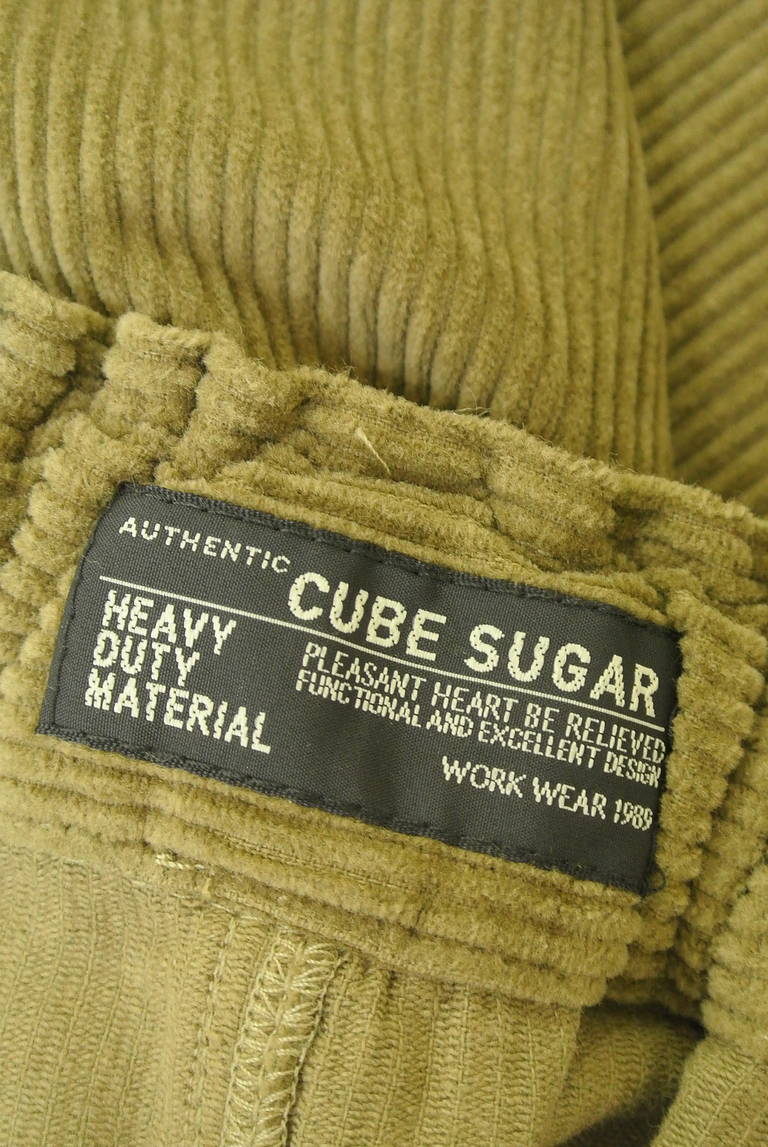 AUTHENTIC
CUBE SUGAR
HEAVY
DUTY
MATERIAL
PLEASANT HEART BE RELIEVED
FUNCTIONAL AND EXCELLENT DESIGN
WORK WEAR 1989